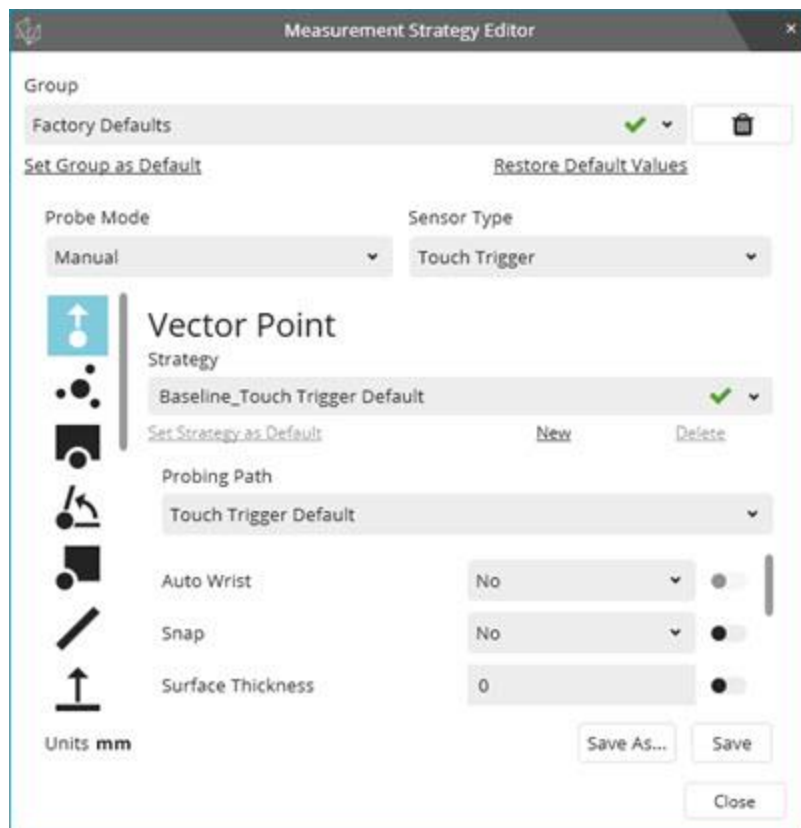 Measurement Strategy Editor
Group
Factory Defaults
Set Group as Default Restore Default Values
Probe Mode Sensor Type
Manual Touch Trigger
Vector Point
Strategy
Baseline_Touch Trigger Default
Set Strategy as Default New Delete
Probing Path
Touch Trigger Default
Auto Wrist No
Snap No
Surface Thickness 0
Units mm Save As... Save
Close